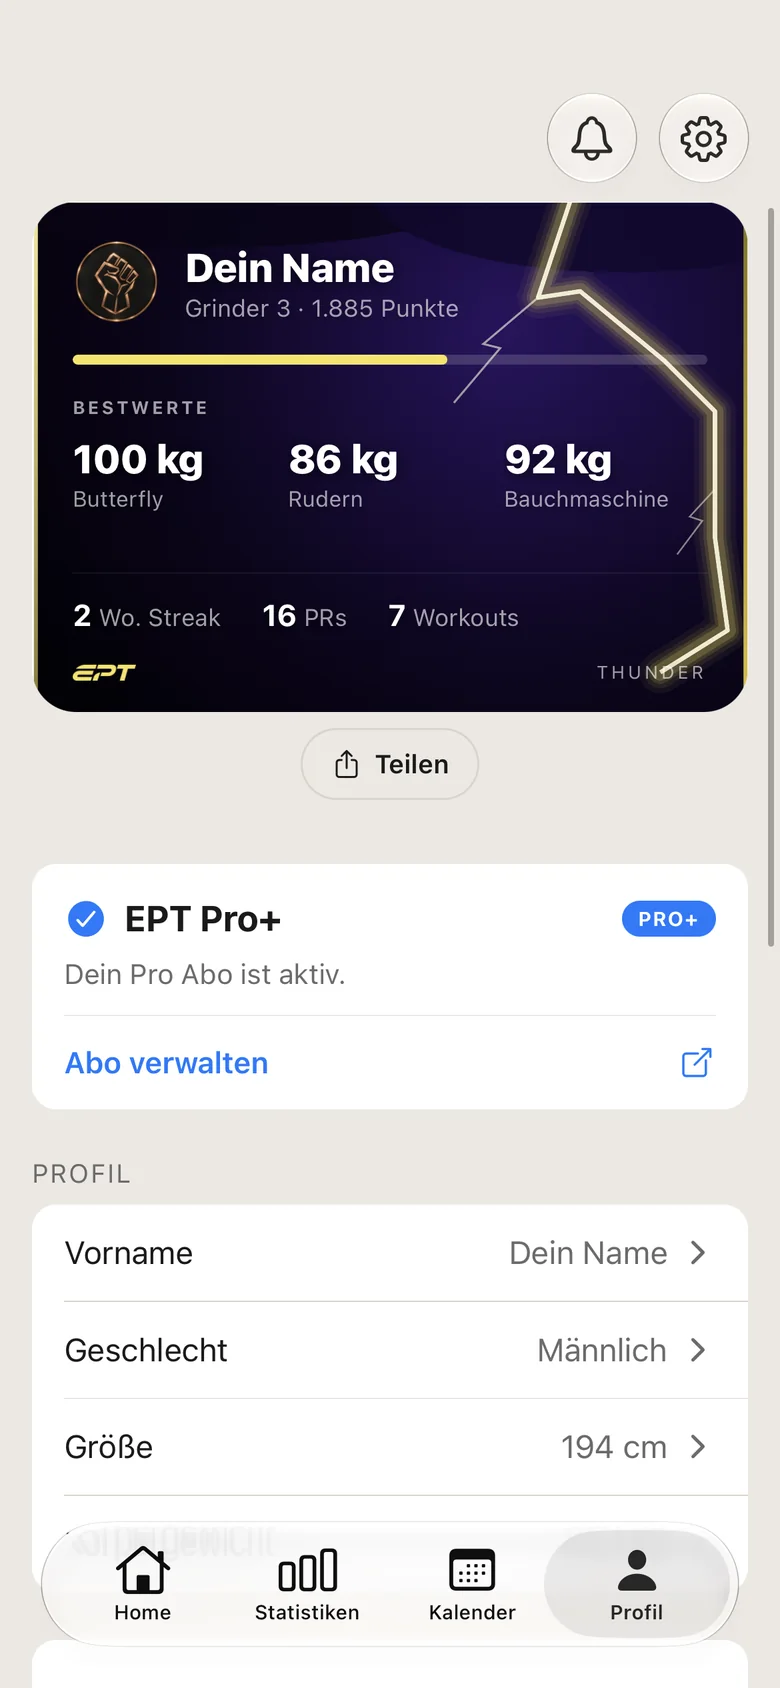 Dein Name
Grinder 3 · 1.885 Punkte
BESTWERTE
100 kg 86 kg 92 kg
Butterfly Rudern Bauchmaschine
2 Wo. Streak 16 PRs 7 Workouts
EPT THUNDER
Teilen
EPT Pro+ PRO+
Dein Pro Abo ist aktiv.
Abo verwalten
PROFIL
Vorname Dein Name
Geschlecht Männlich
Größe 194 cm
Home Statistiken Kalender Profil